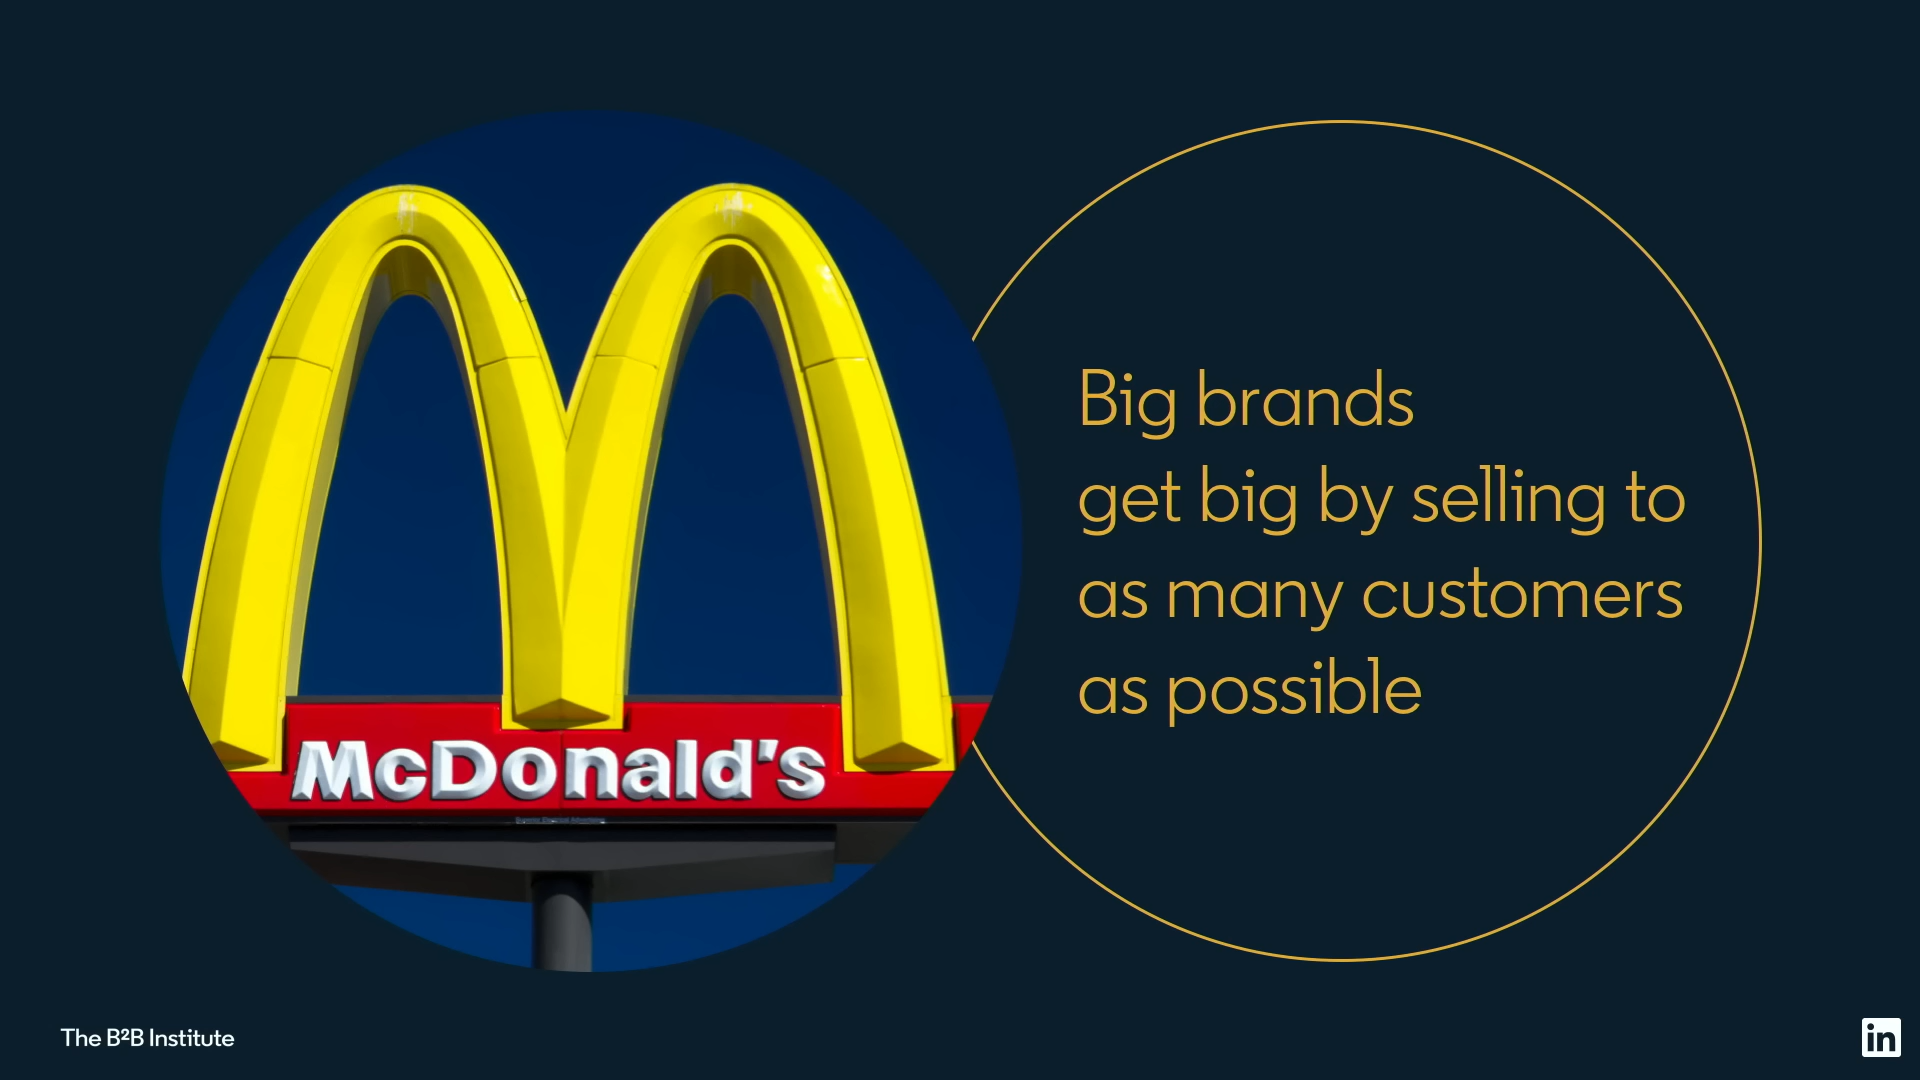 McDonald's
Big brands
get big by selling to
as many customers
as possible
The B²B Institute
in